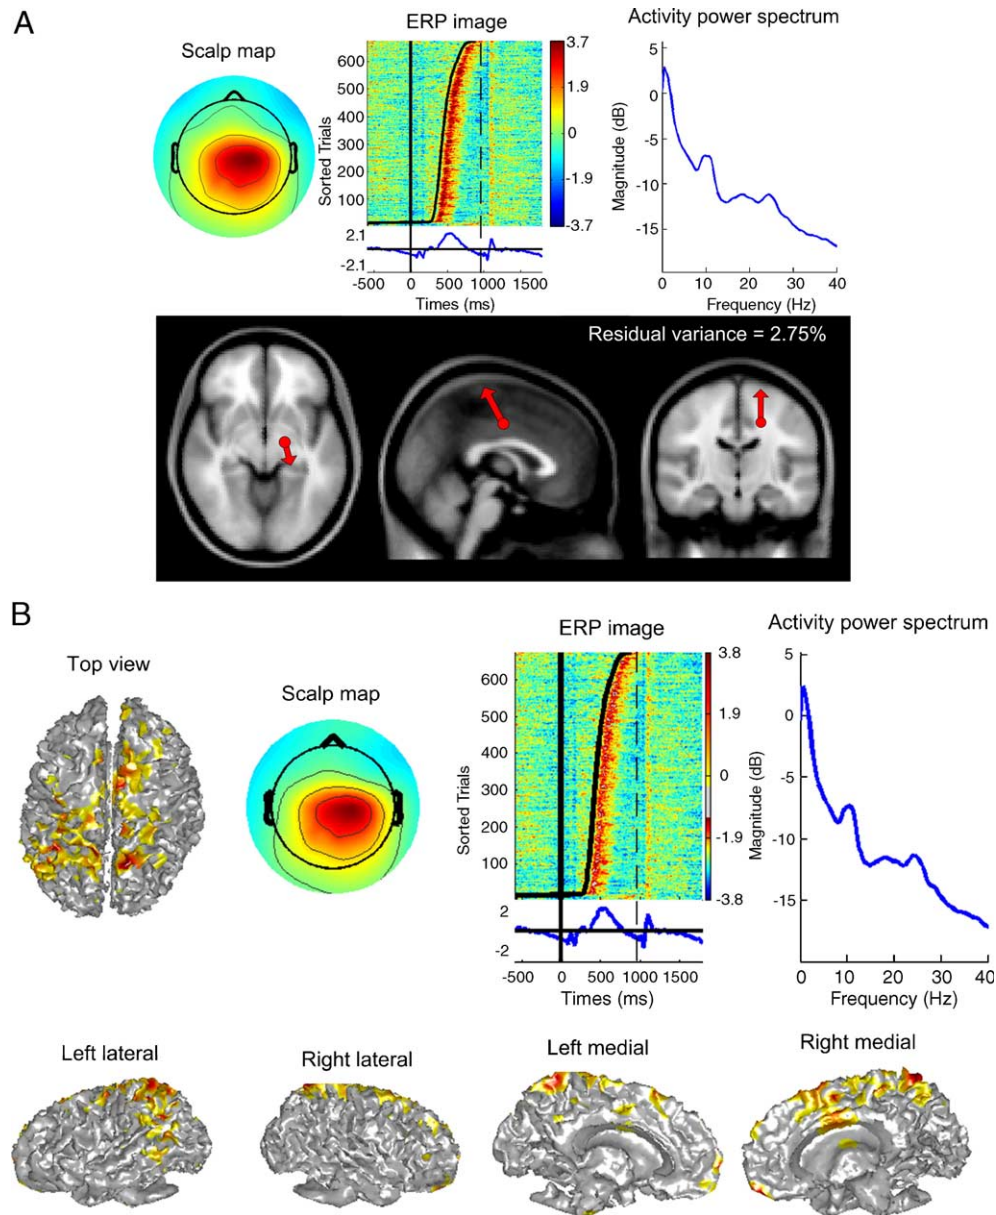 A
Scalp map
ERP image
Activity power spectrum
Sorted Trials
600
500
400
300
200
100
3.7
1.9
0
-1.9
-3.7
2.1
-2.1
-500 0 500 1000 1500
Times (ms)
Magnitude (dB)
5
0
-5
-10
-15
0 10 20 30 40
Frequency (Hz)
Residual variance = 2.75%
B
Top view
Scalp map
ERP image
Activity power spectrum
Sorted Trials
600
500
400
300
200
100
3.8
1.9
0
-1.9
-3.8
2
-2
-500 0 500 1000 1500
Times (ms)
Magnitude (dB)
5
0
-5
-10
-15
0 10 20 30 40
Frequency (Hz)
Left lateral
Right lateral
Left medial
Right medial